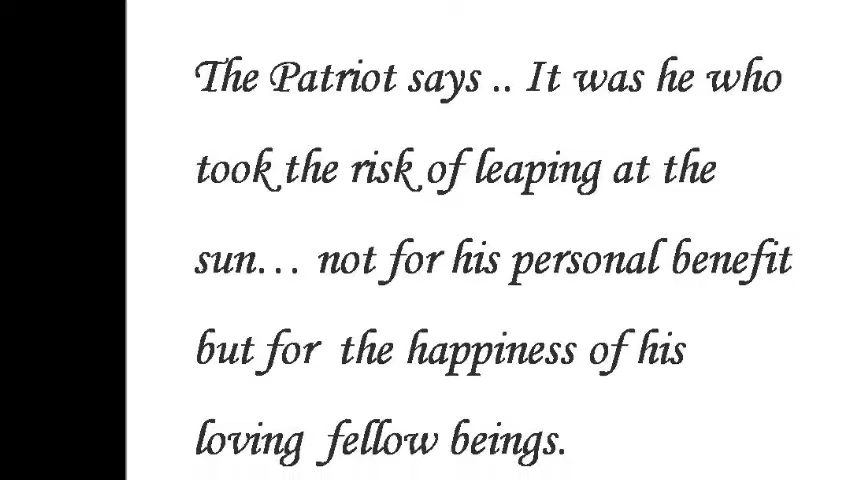 The Patriot says .. It was he who
took the risk of leaping at the
sun... not for his personal benefit
but for the happiness of his
loving fellow beings.